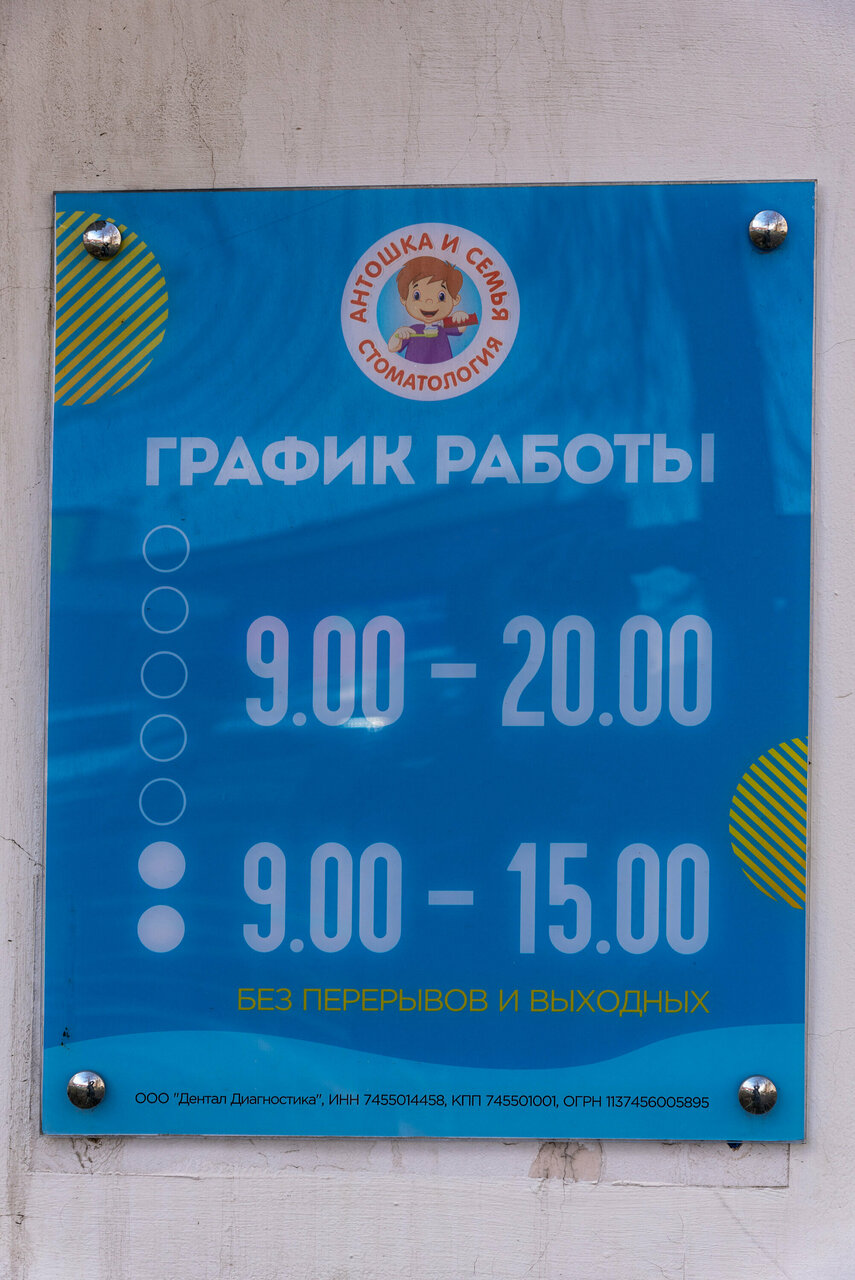 АНТОШКА И СЕМЬЯ
СТОМАТОЛОГИЯ
ГРАФИК РАБОТЫ
9.00 – 20.00
9.00 – 15.00
БЕЗ ПЕРЕРЫВОВ И ВЫХОДНЫХ
ООО "Дентал Диагностика", ИНН 7455014458, КПП 745501001, ОГРН 1137456005895